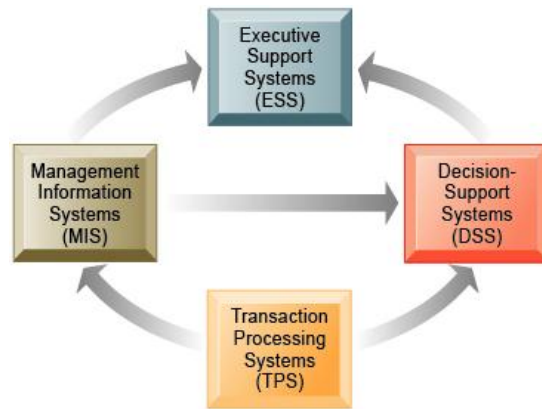 Executive
Support
Systems
(ESS)
Management
Information
Systems
(MIS)
Decision-
Support
Systems
(DSS)
Transaction
Processing
Systems
(TPS)